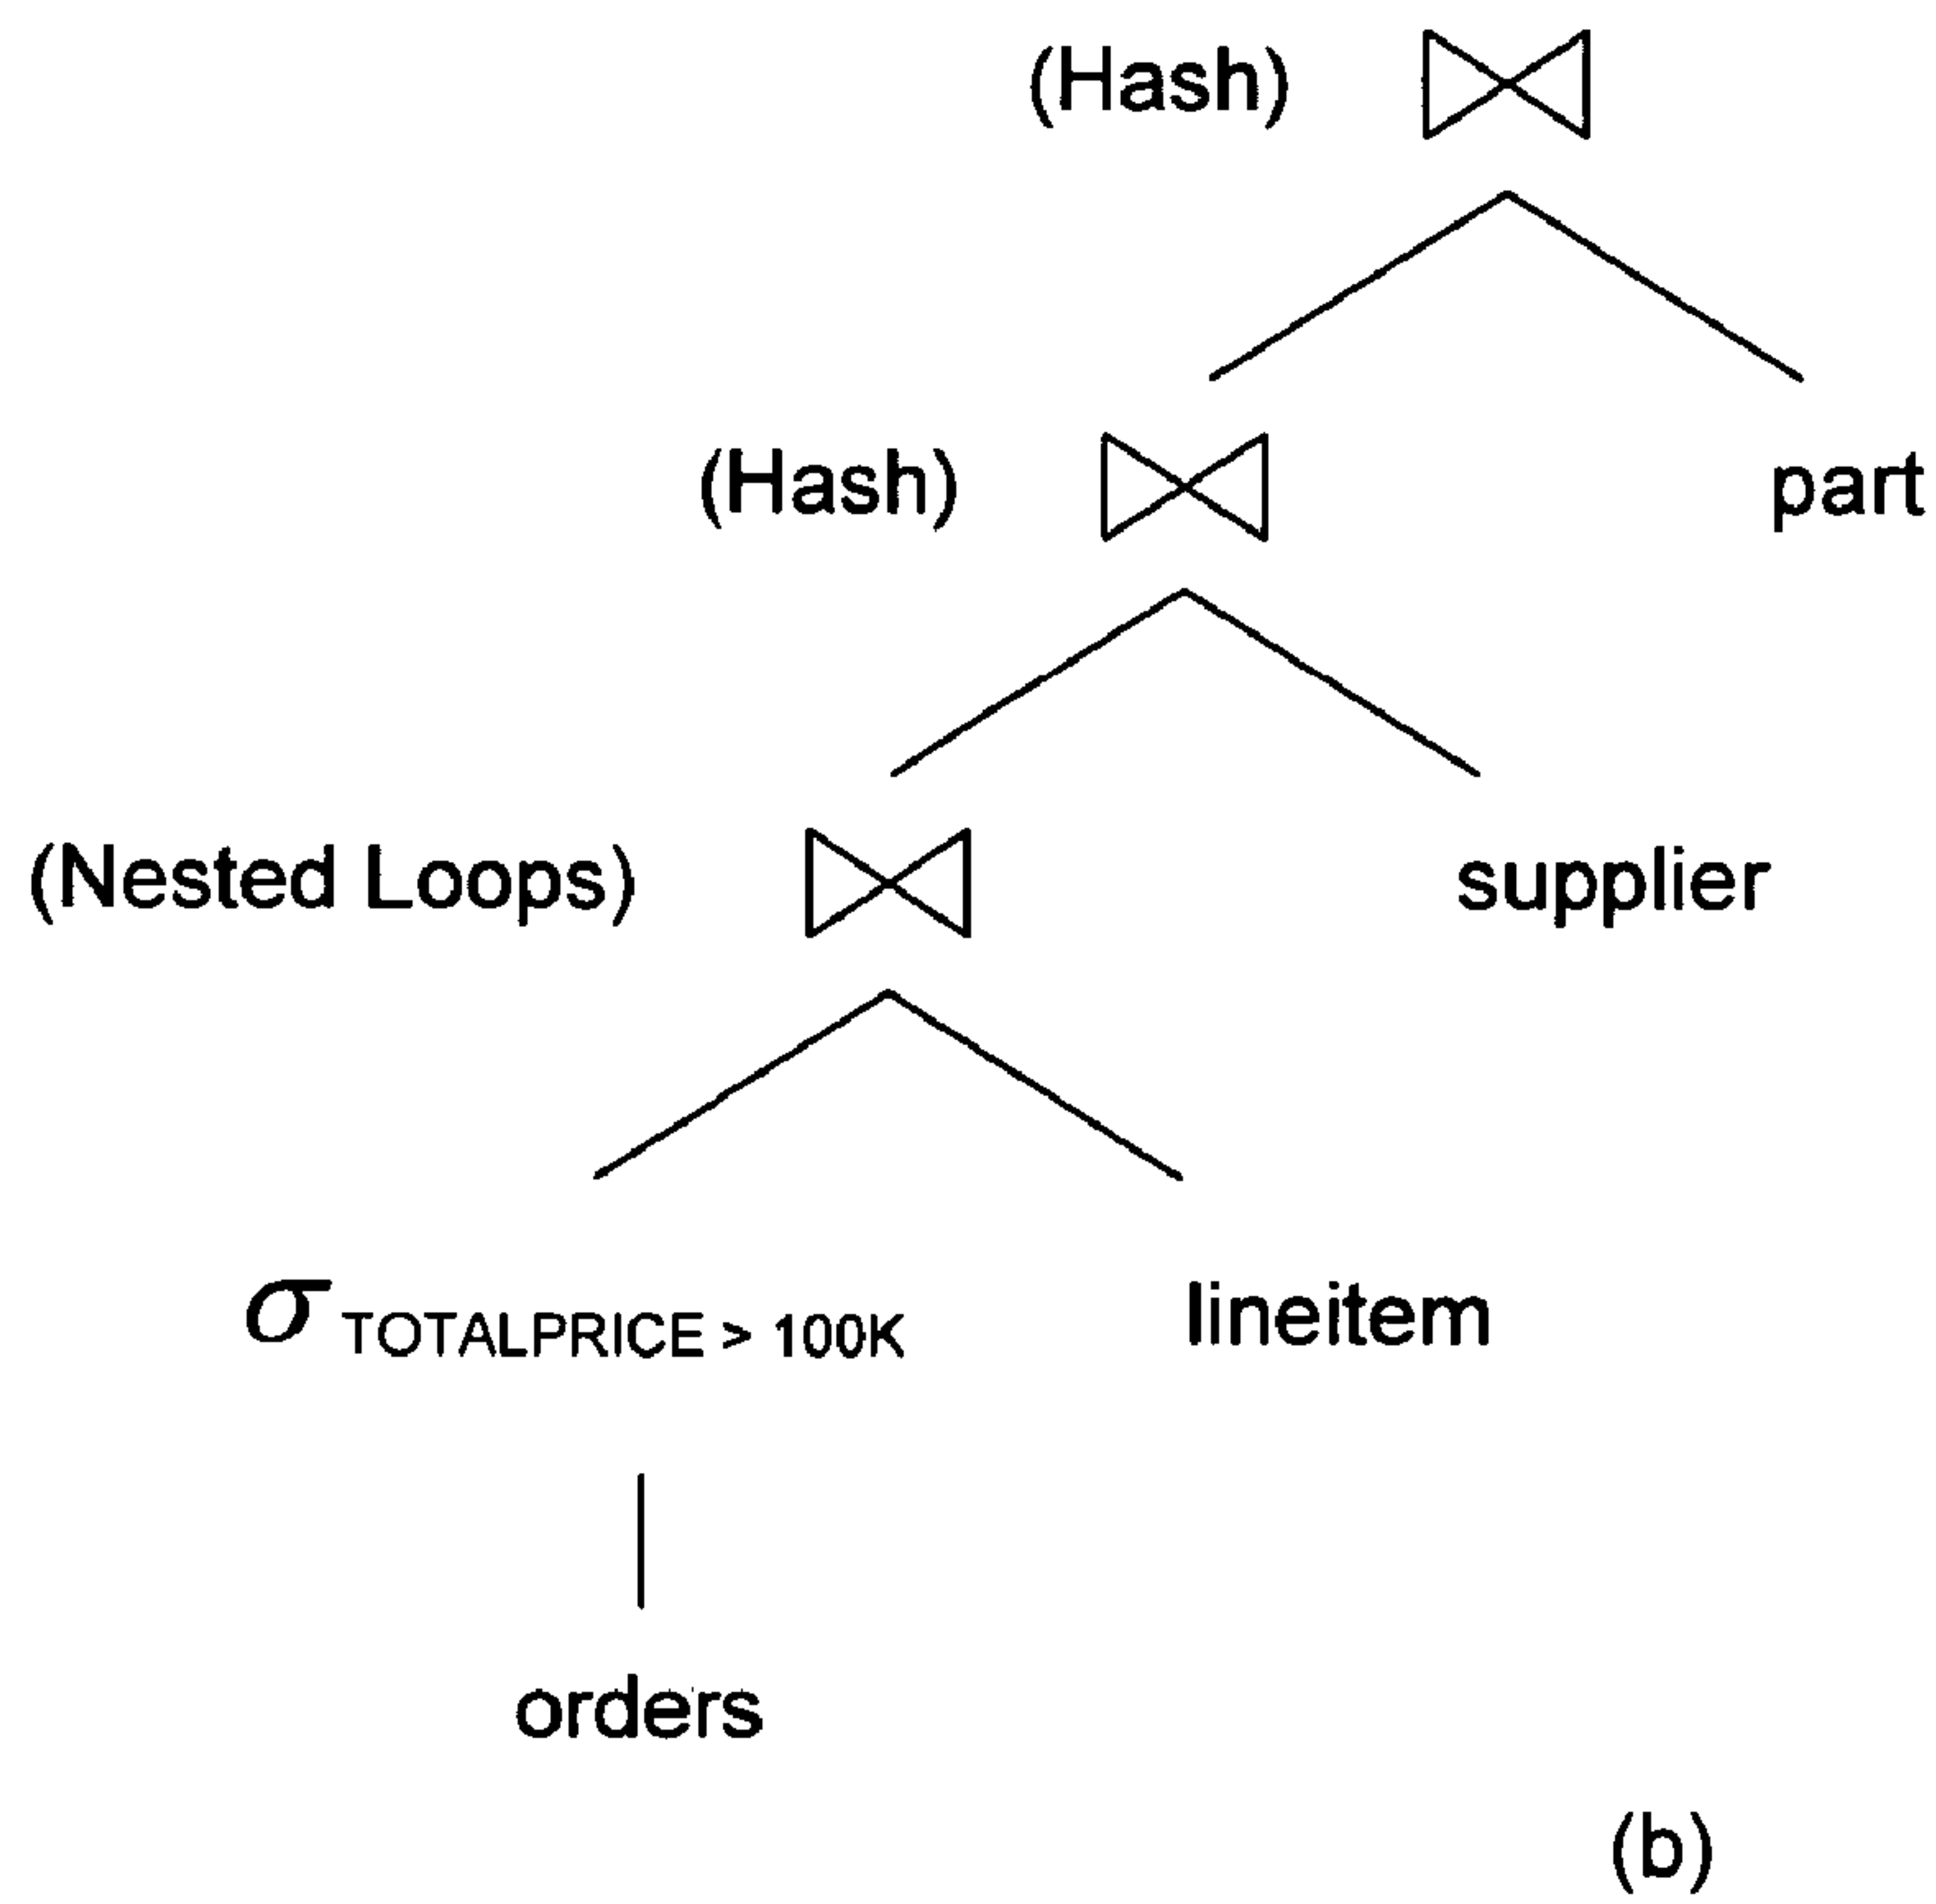 (Hash) ⋈
(Hash) ⋈ part
(Nested Loops) ⋈ supplier
σ TOTALPRICE > 100K lineitem
orders
(b)